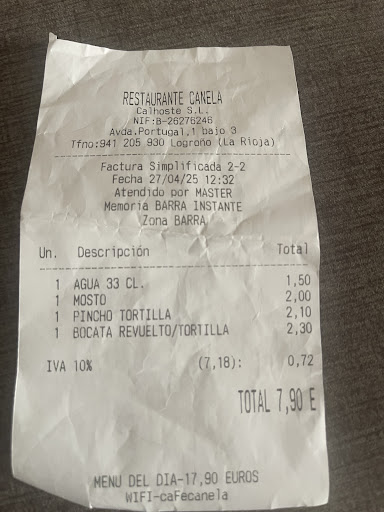 RESTAURANTE CANELA
Calhoste S.L.
NIF:B-26276246
Avda.Portugal,1 bajo 3
Tfno:941 205 930 Logroño (La Rioja)
Factura Simplificada 2-2
Fecha 27/04/25 12:32
Atendido por MASTER
Memoria BARRA INSTANTE
Zona BARRA
Un. Descripción Total
1 AGUA 33 CL. 1,50
1 MOSTO 2,00
1 PINCHO TORTILLA 2,10
1 BOCATA REVUELTO/TORTILLA 2,30
IVA 10% (7,18): 0,72
TOTAL 7,90 E
MENU DEL DIA-17,90 EUROS
WIFI-caFecanela